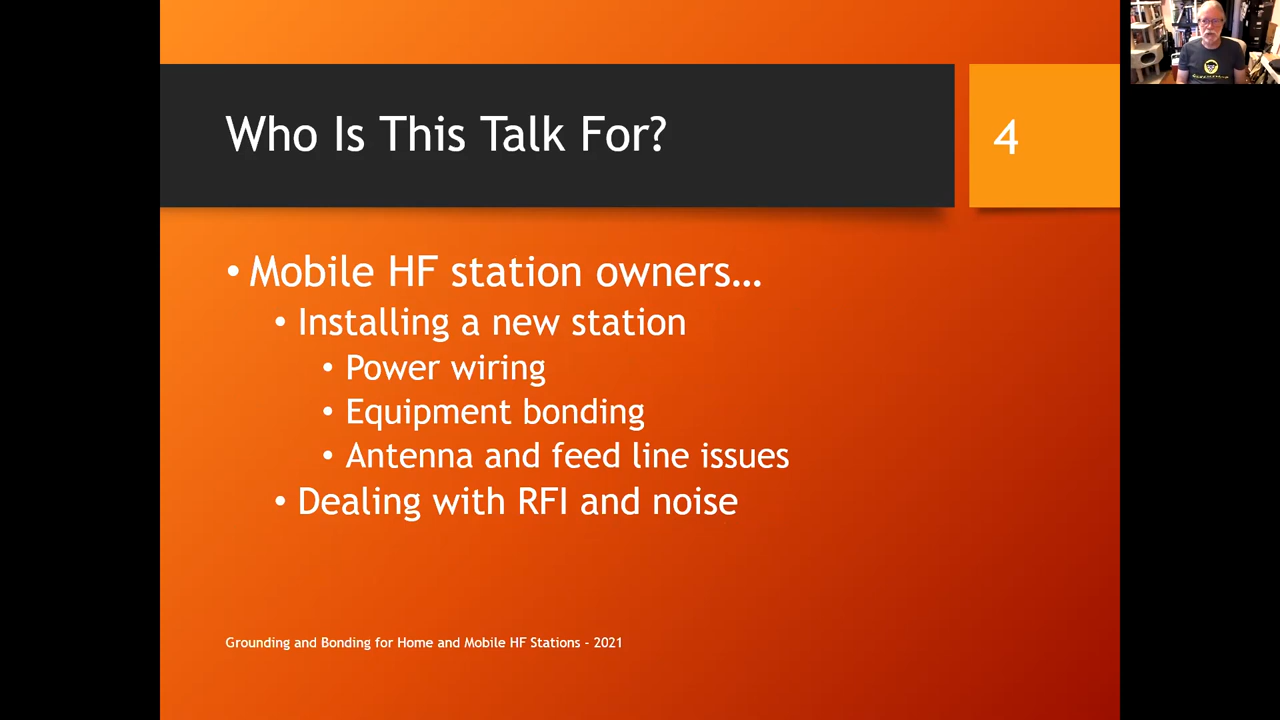 Who Is This Talk For?
4
• Mobile HF station owners…
• Installing a new station
• Power wiring
• Equipment bonding
• Antenna and feed line issues
• Dealing with RFI and noise
Grounding and Bonding for Home and Mobile HF Stations - 2021